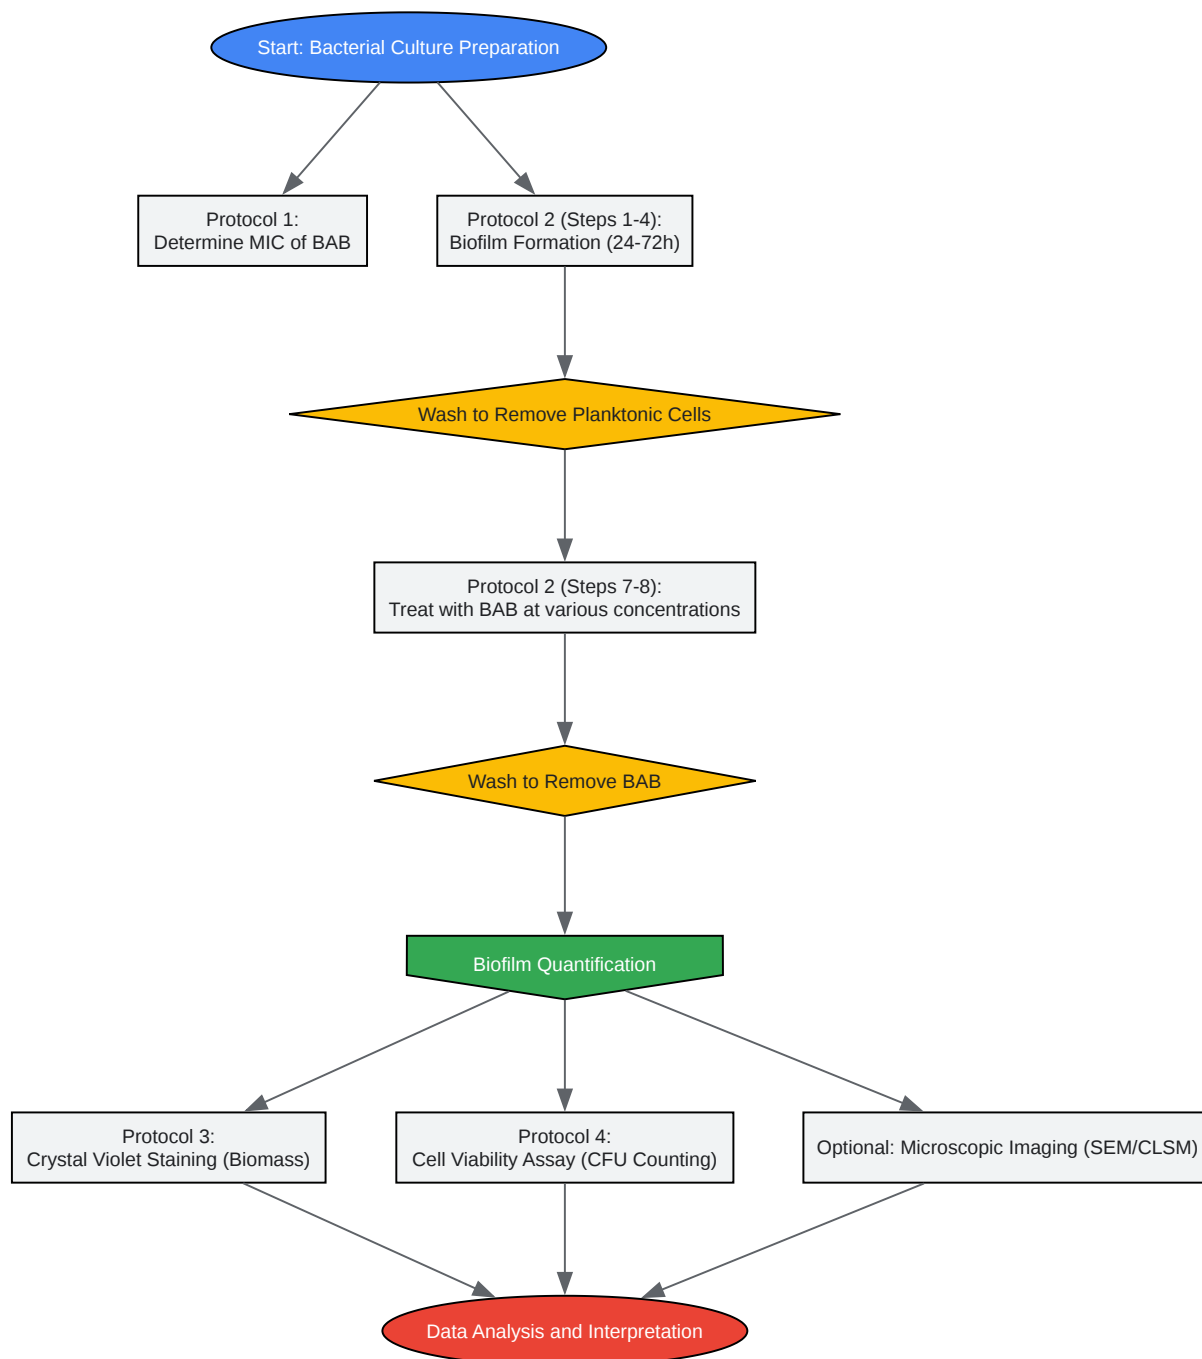 Start: Bacterial Culture Preparation
Protocol 1:
Determine MIC of BAB
Protocol 2 (Steps 1-4):
Biofilm Formation (24-72h)
Wash to Remove Planktonic Cells
Protocol 2 (Steps 7-8):
Treat with BAB at various concentrations
Wash to Remove BAB
Biofilm Quantification
Protocol 3:
Crystal Violet Staining (Biomass)
Protocol 4:
Cell Viability Assay (CFU Counting)
Optional: Microscopic Imaging (SEM/CLSM)
Data Analysis and Interpretation